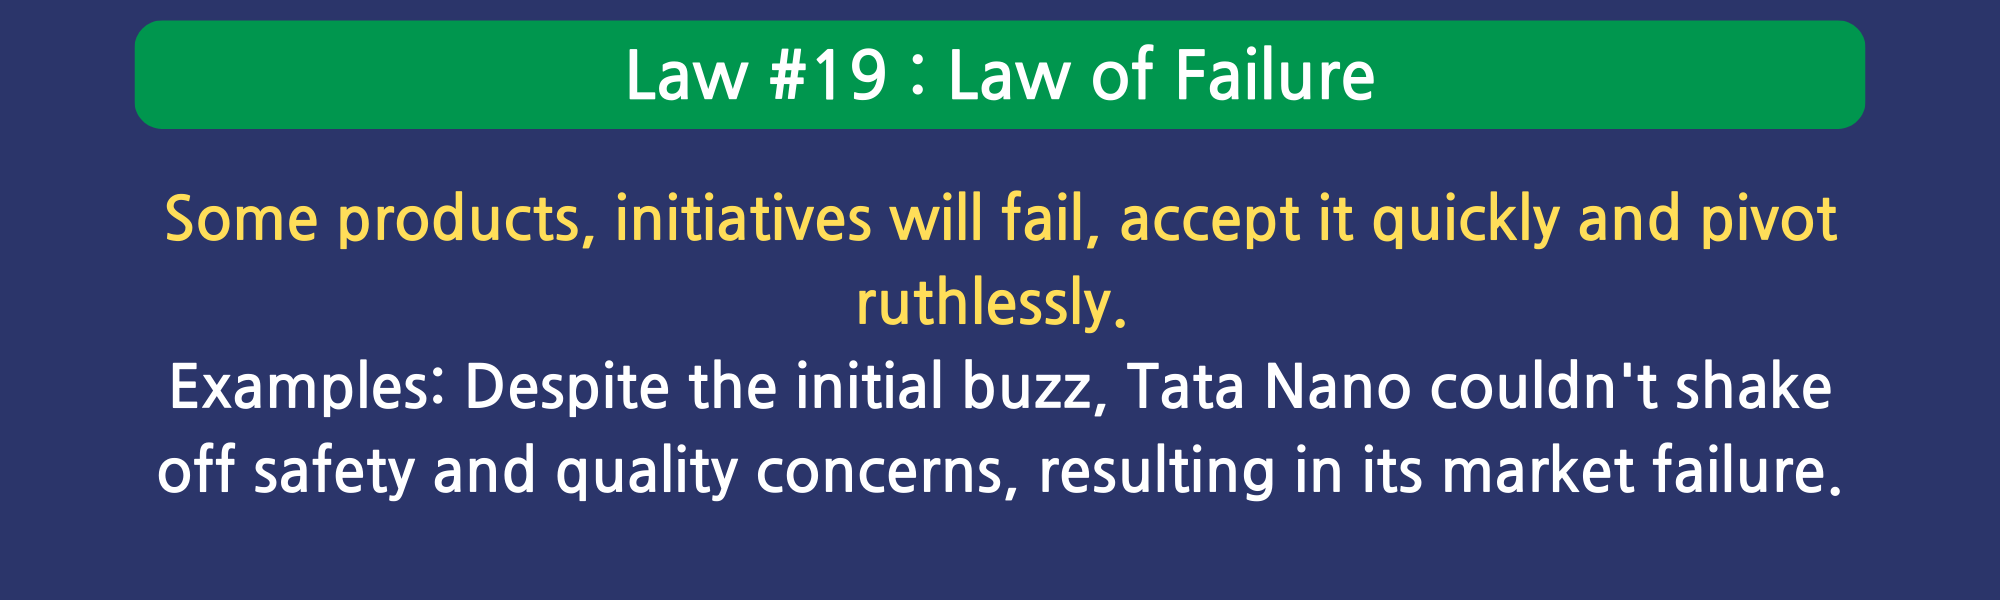 Law #19 : Law of Failure
Some products, initiatives will fail, accept it quickly and pivot
ruthlessly.
Examples: Despite the initial buzz, Tata Nano couldn't shake
off safety and quality concerns, resulting in its market failure.